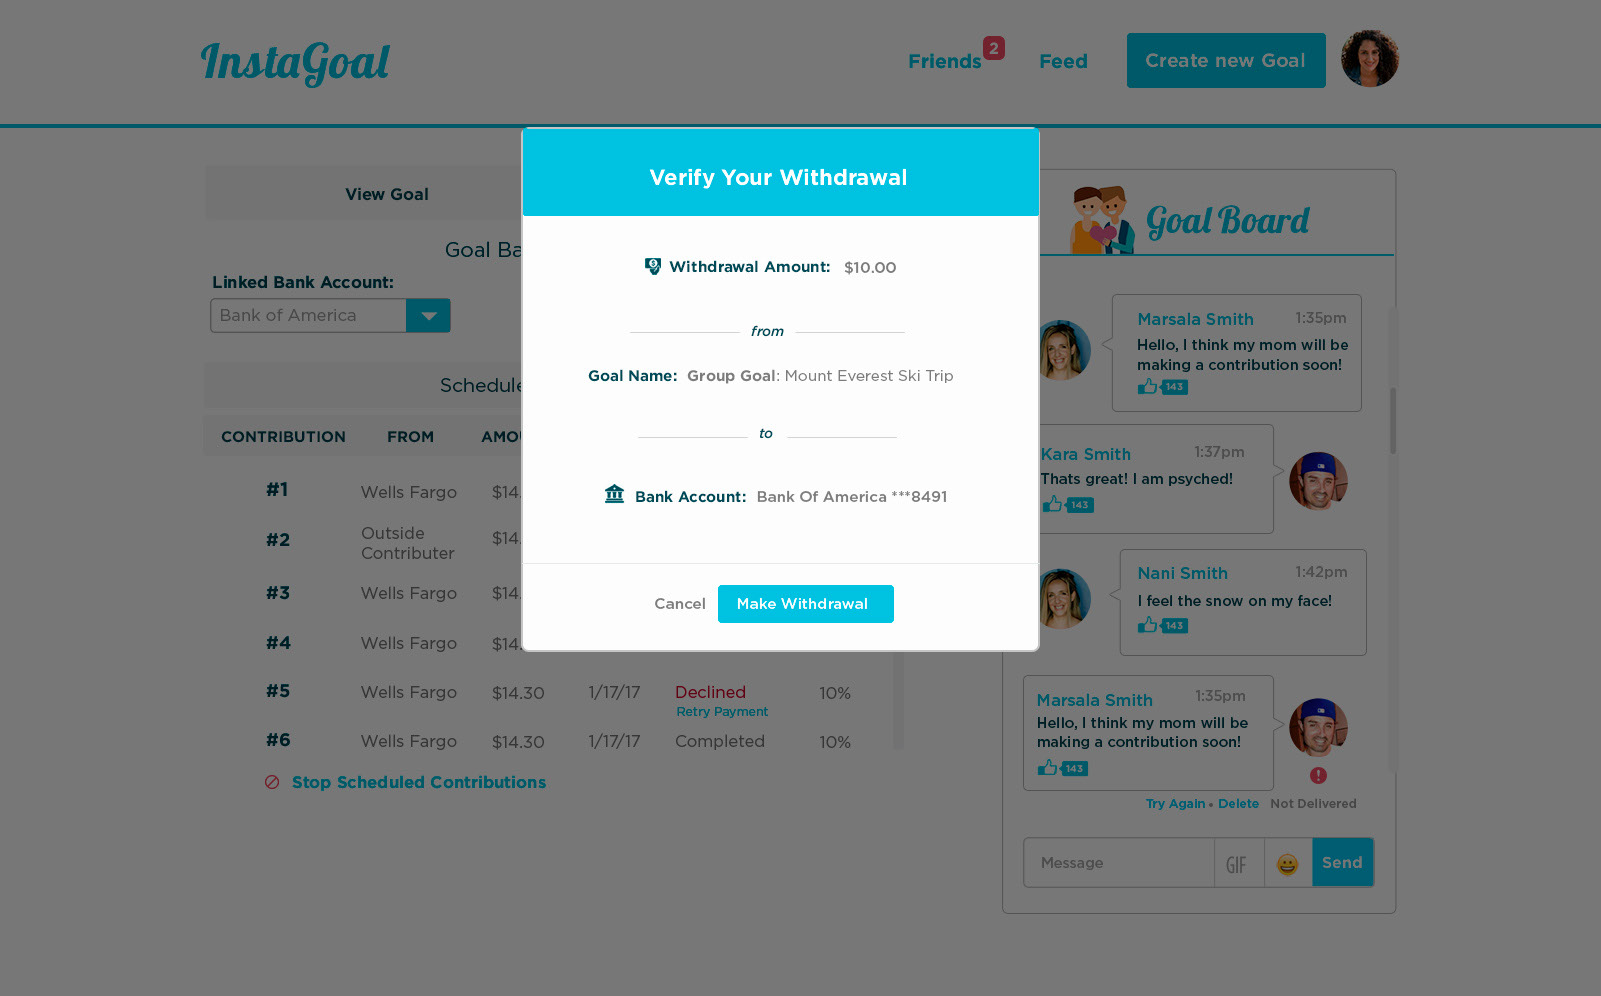 InstaGoal
Friends
2
Feed
Create new Goal
View Goal
Goal Ba
Linked Bank Account:
Bank of America
Schedule
CONTRIBUTION FROM AMOU
#1 Wells Fargo $14.
#2 Outside
Contributer $14.
#3 Wells Fargo $14.
#4 Wells Fargo $14.
#5 Wells Fargo $14.30 1/17/17 Declined 10%
Retry Payment
#6 Wells Fargo $14.30 1/17/17 Completed 10%
Stop Scheduled Contributions
Verify Your Withdrawal
Withdrawal Amount: $10.00
from
Goal Name: Group Goal: Mount Everest Ski Trip
to
Bank Account: Bank Of America ***8491
Cancel
Make Withdrawal
Goal Board
Marsala Smith 1:35pm
Hello, I think my mom will be
making a contribution soon!
143
Kara Smith 1:37pm
Thats great! I am psyched!
143
Nani Smith 1:42pm
I feel the snow on my face!
143
Marsala Smith 1:35pm
Hello, I think my mom will be
making a contribution soon!
143
Try Again • Delete Not Delivered
Message
GIF
Send